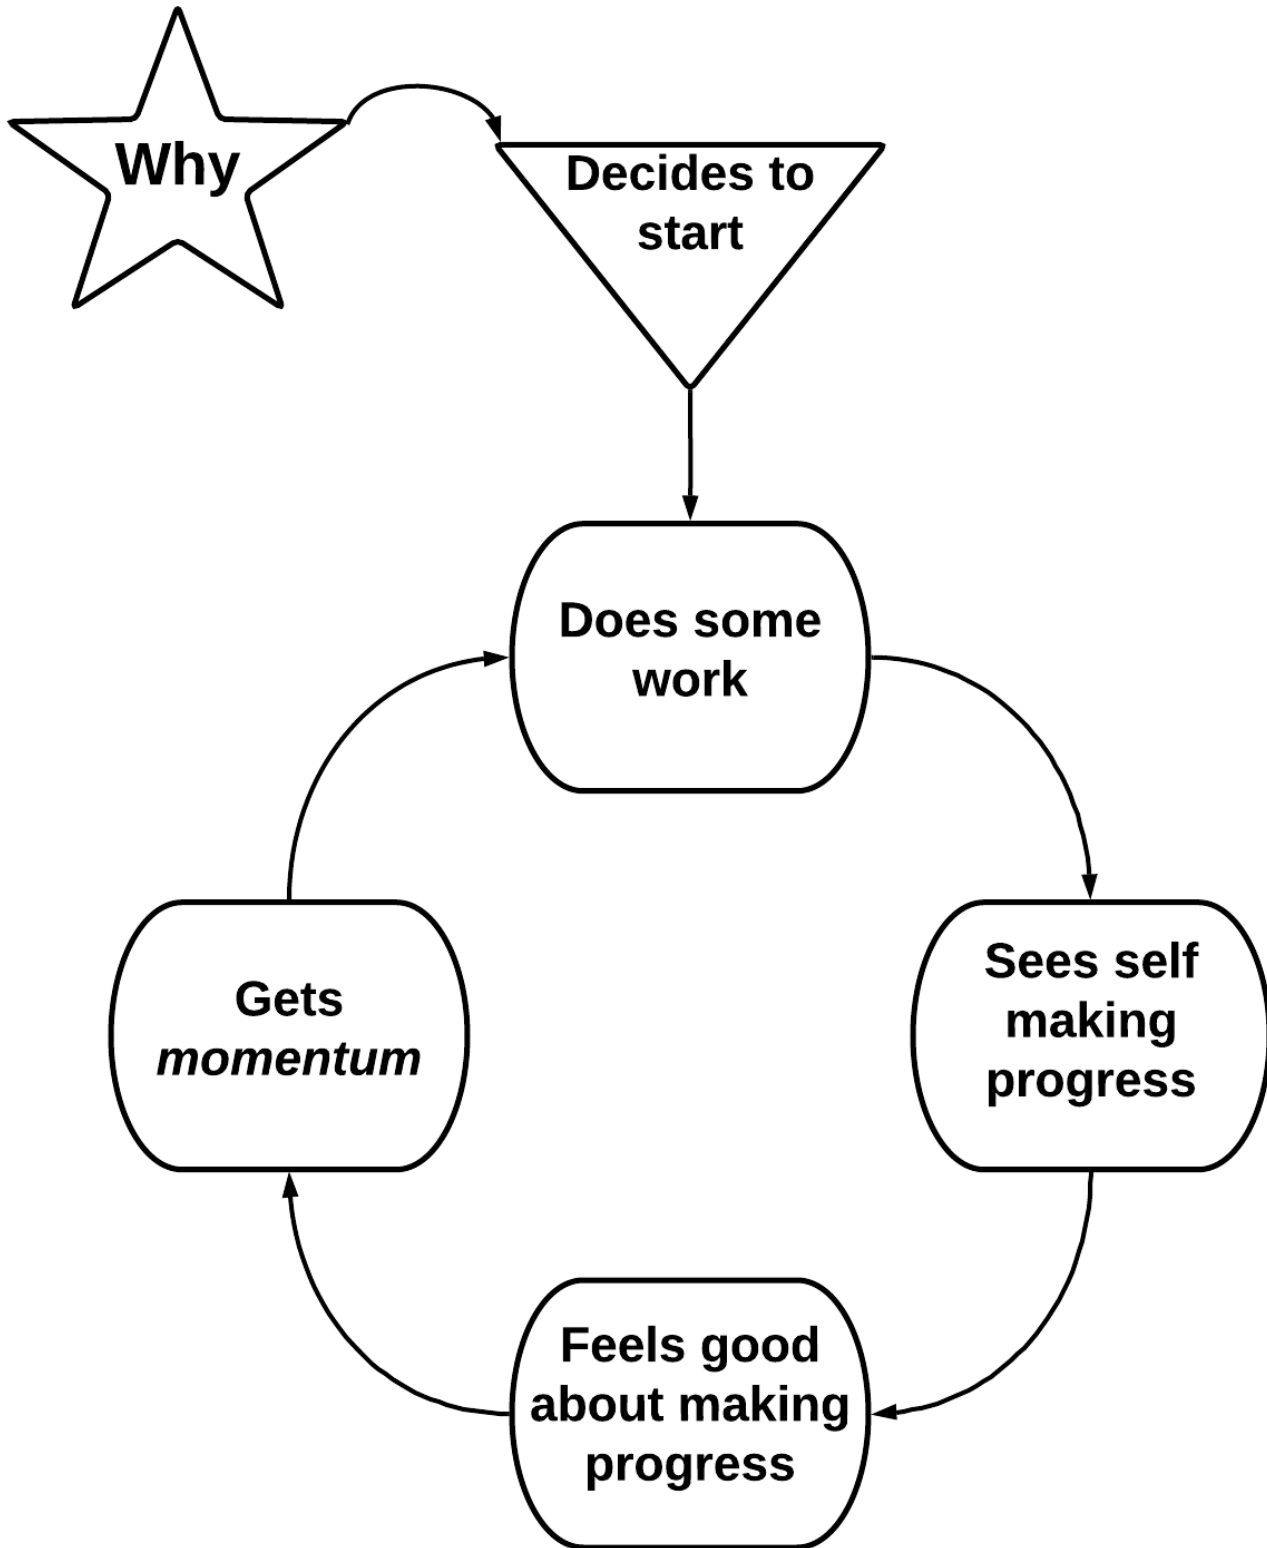 Why
Decides to
start
Does some
work
Sees self
making
progress
Feels good
about making
progress
Gets
momentum